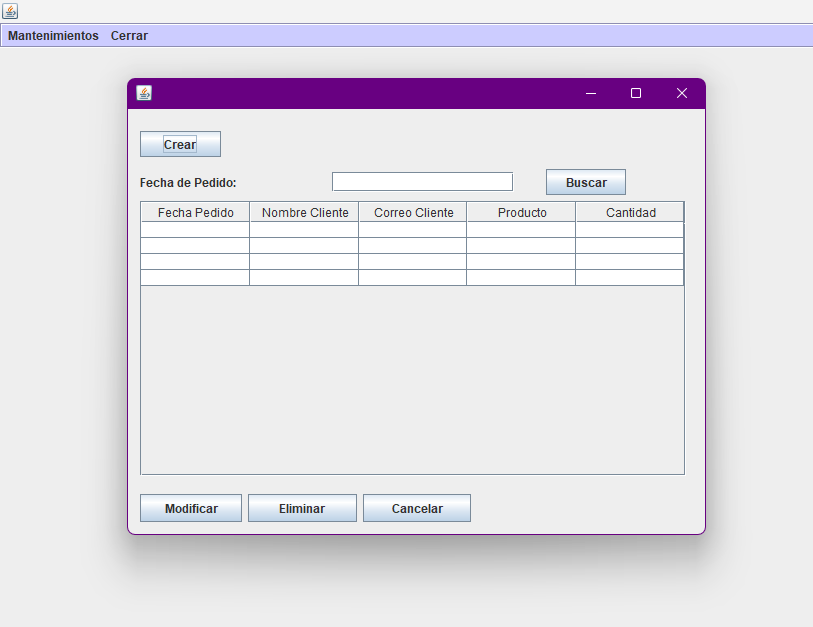 Mantenimientos Cerrar
Crear
Fecha de Pedido: Buscar
Fecha Pedido Nombre Cliente Correo Cliente Producto Cantidad
Modificar Eliminar Cancelar